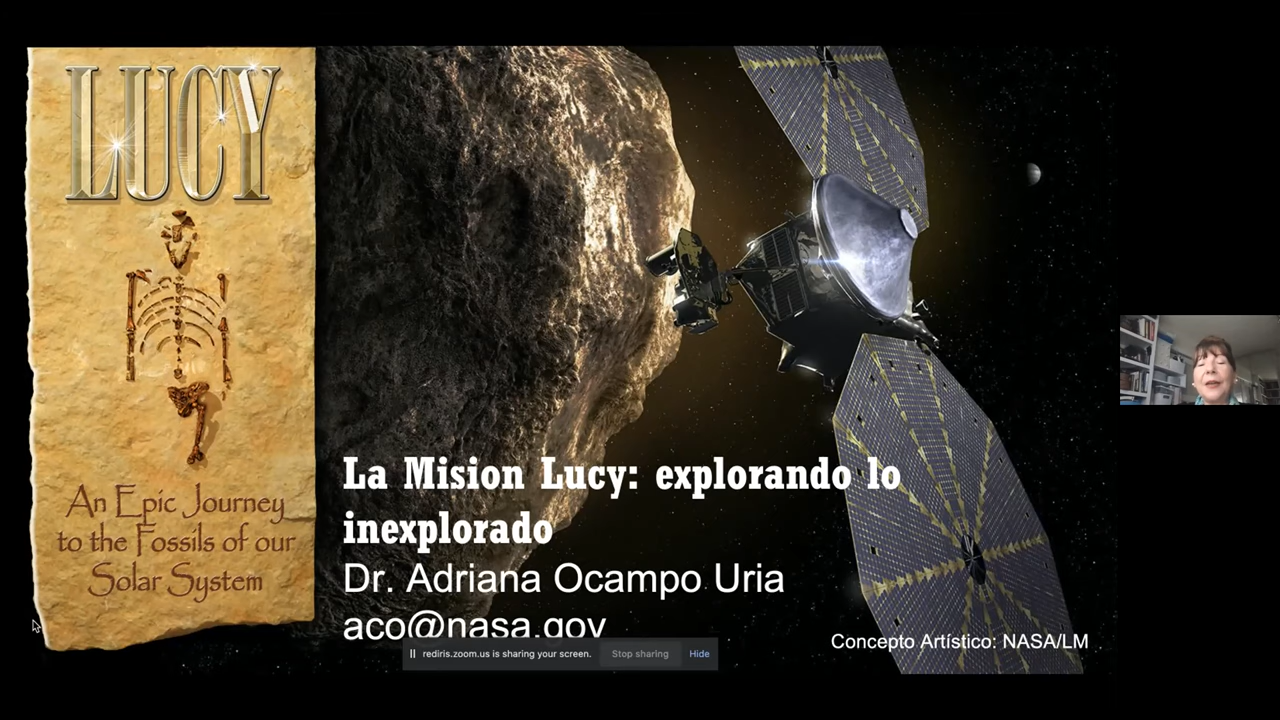 LUCY
An Epic Journey
to the Fossils of our
Solar System
La Mision Lucy: explorando lo
inexplorado
Dr. Adriana Ocampo Uria
aco@nasa.gov
Concepto Artístico: NASA/LM
rediris.zoom.us is sharing your screen. Stop sharing Hide